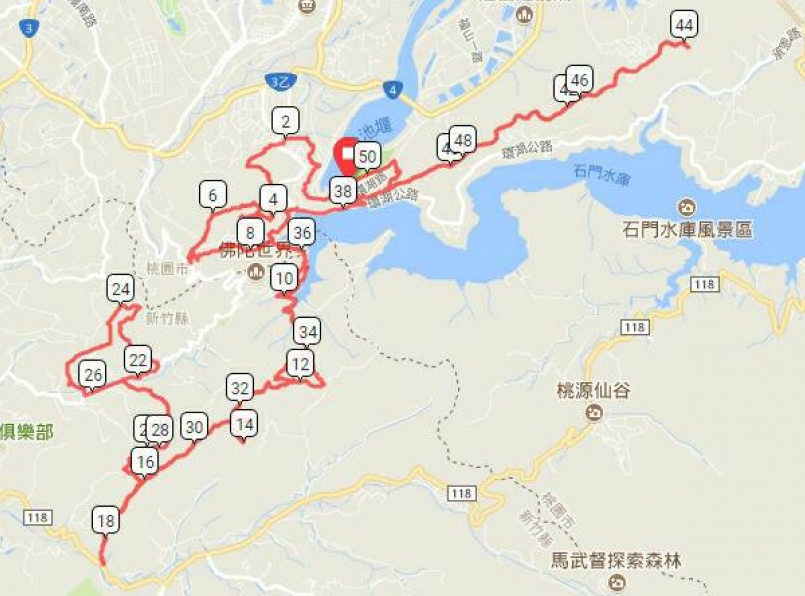 3
3乙
4
44
46
2
池堰
50
48
環湖公路
38
環湖路
環湖公路
石門水庫
6
4
石門水庫風景區
8
36
佛陀世界
桃園市
10
24
118
新竹縣
34
118
22
12
26
32
桃源仙谷
14
30
28
俱樂部
16
118
118
18
桃園市
新竹縣
馬武督探索森林